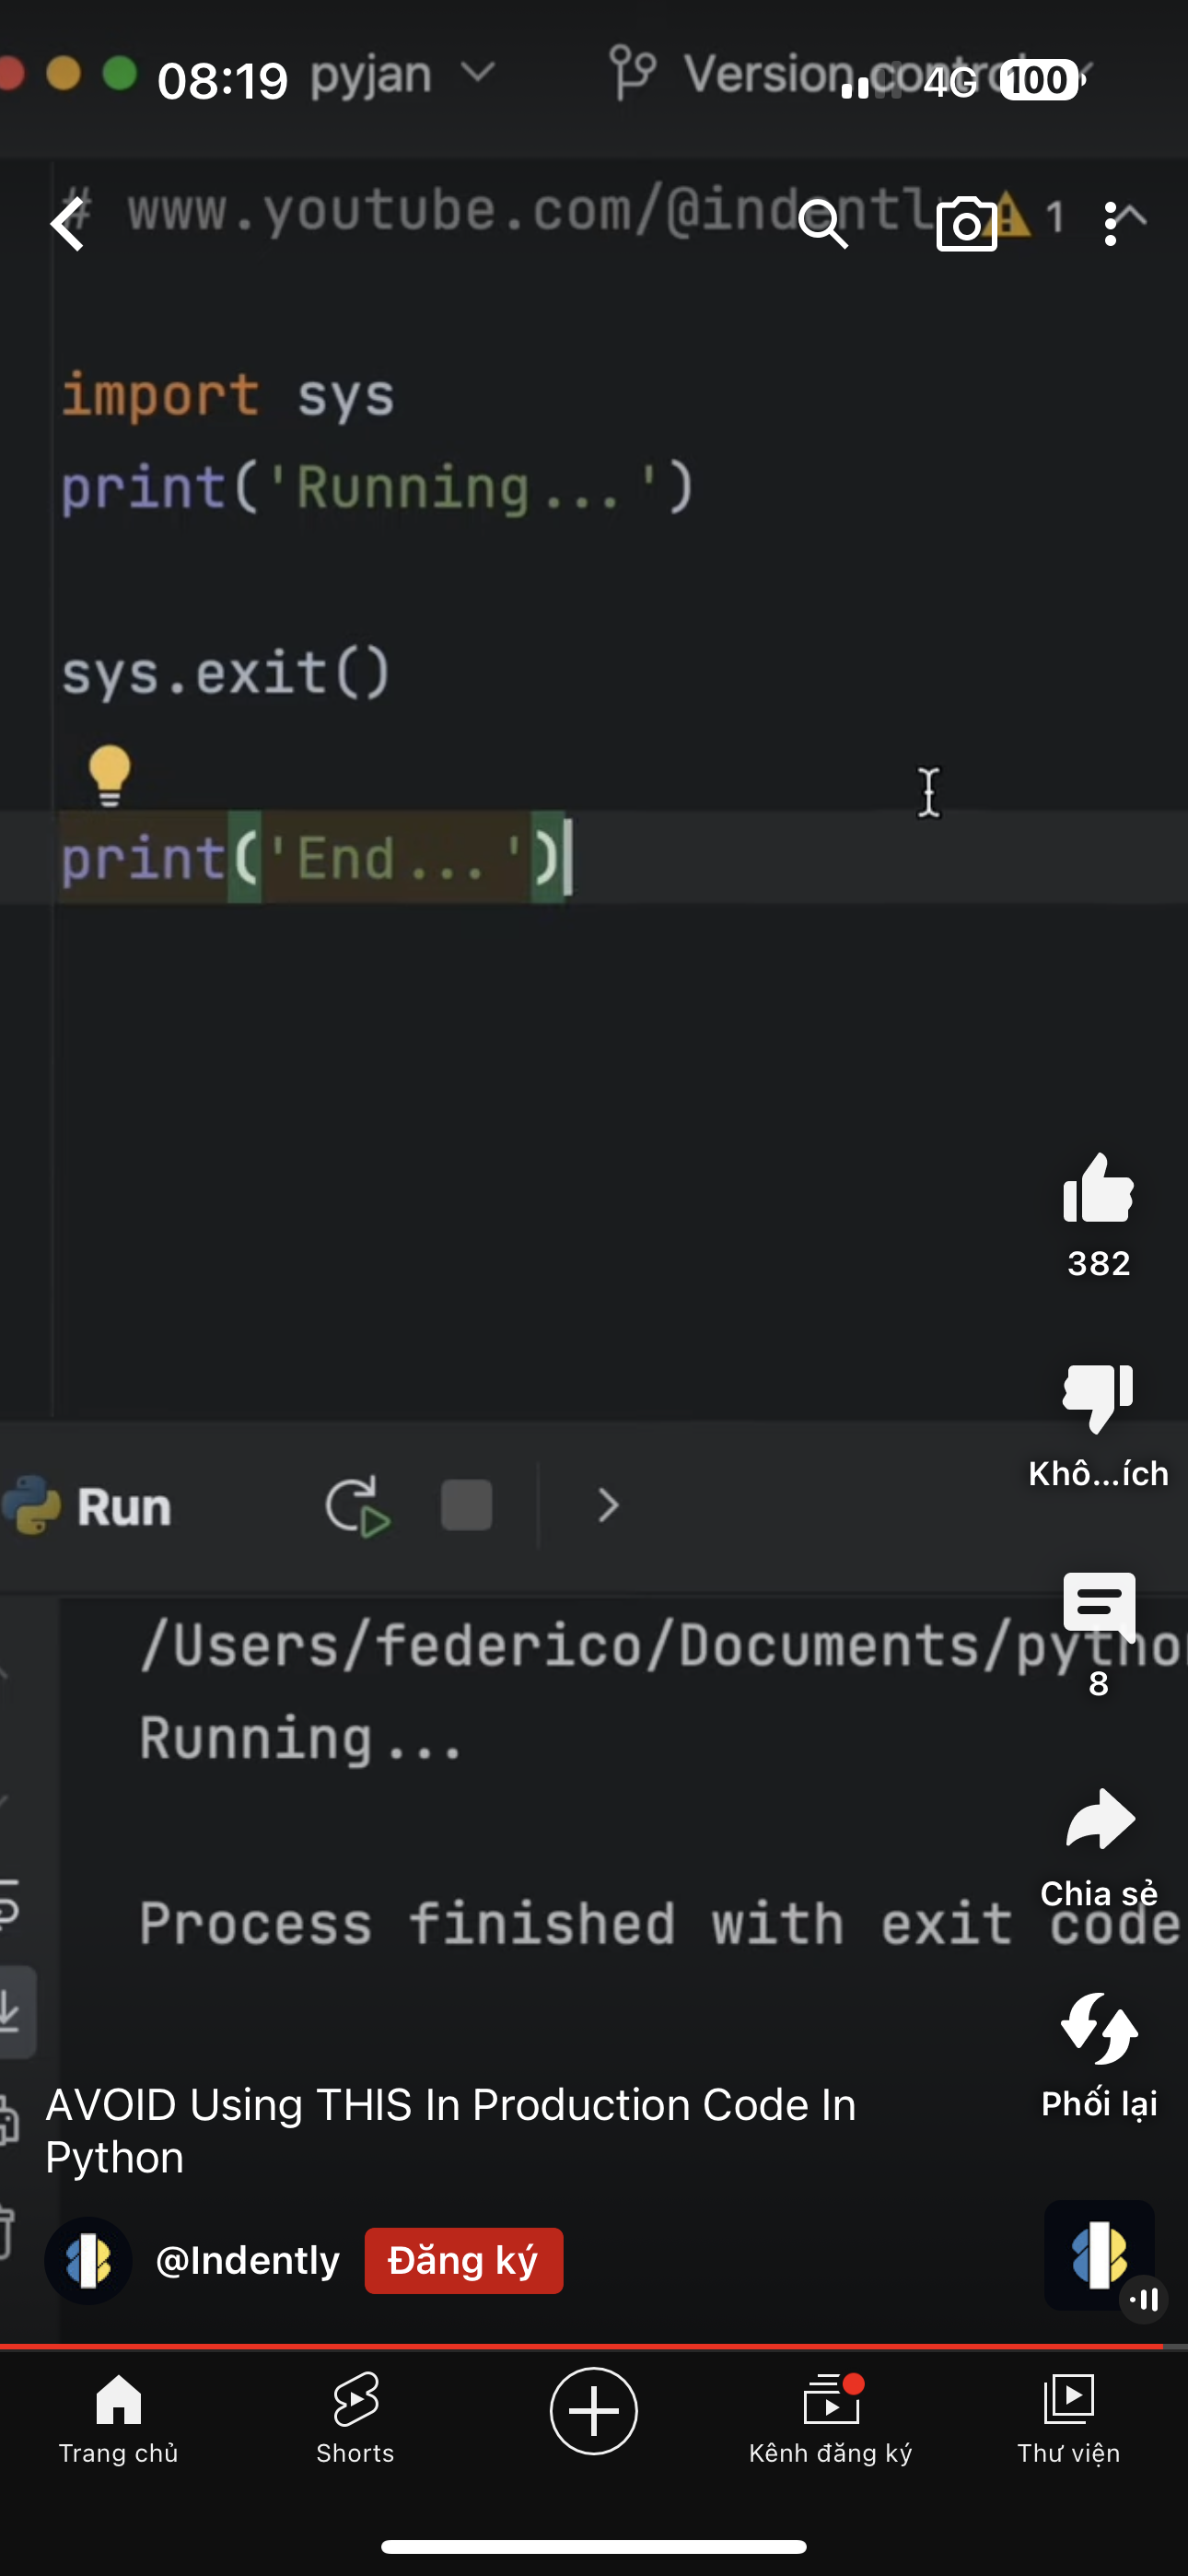 08:19 pyjan Version control 4G 100
# www.youtube.com/@indently 1
import sys
print('Running...')
sys.exit()
print('End...')
382
Khô...ích
Run
/Users/federico/Documents/pytho
8
Running...
Chia sẻ
Process finished with exit code
Phối lại
AVOID Using THIS In Production Code In
Python
@Indently Đăng ký
Trang chủ Shorts Kênh đăng ký Thư viện